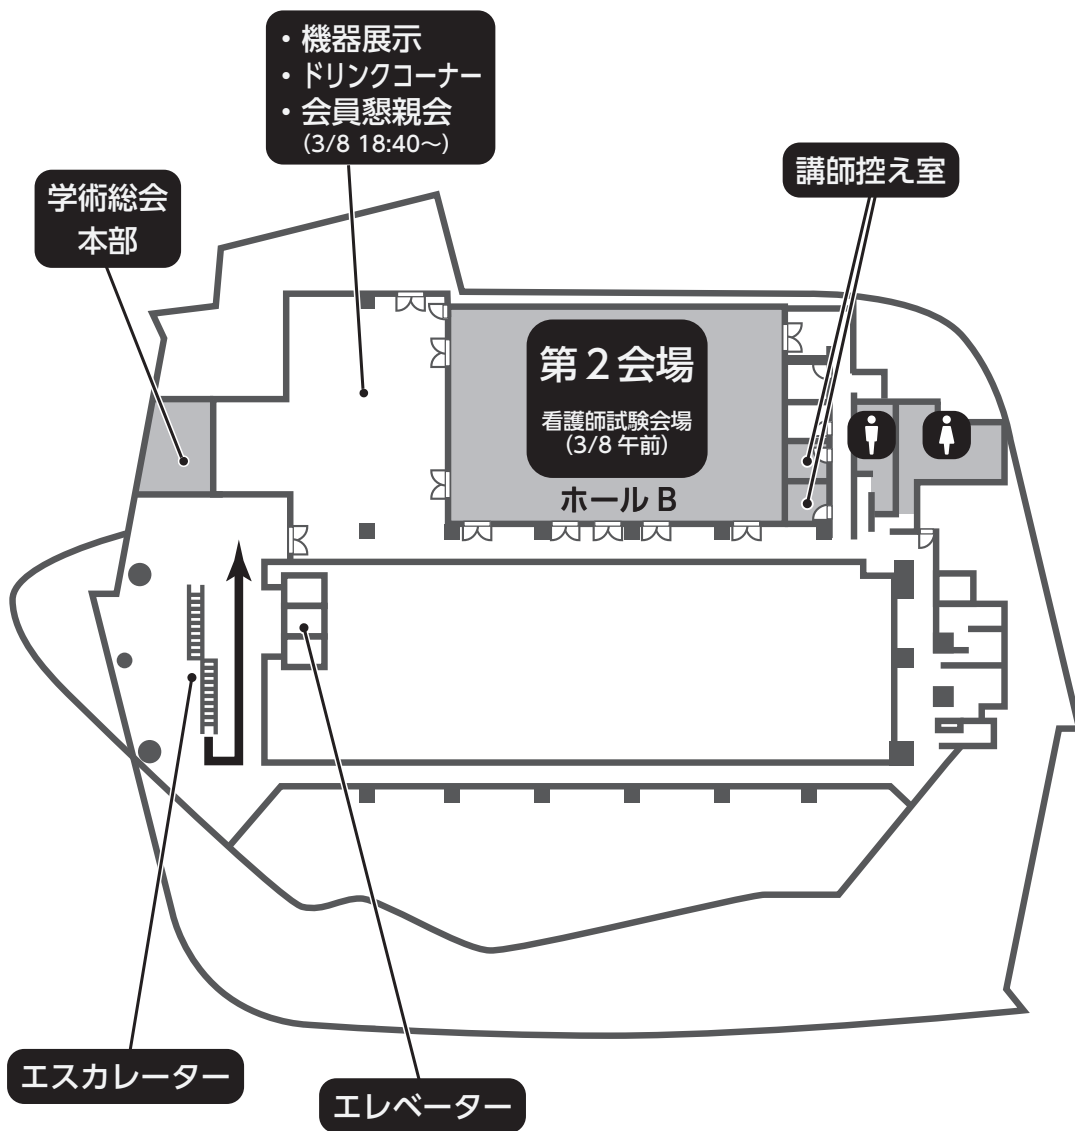 ・機器展示
・ドリンクコーナー
・会員懇親会
(3/8 18:40~)
講師控え室
学術総会
本部
第2会場
看護師試験会場
(3/8 午前)
ホール B
エスカレーター
エレベーター